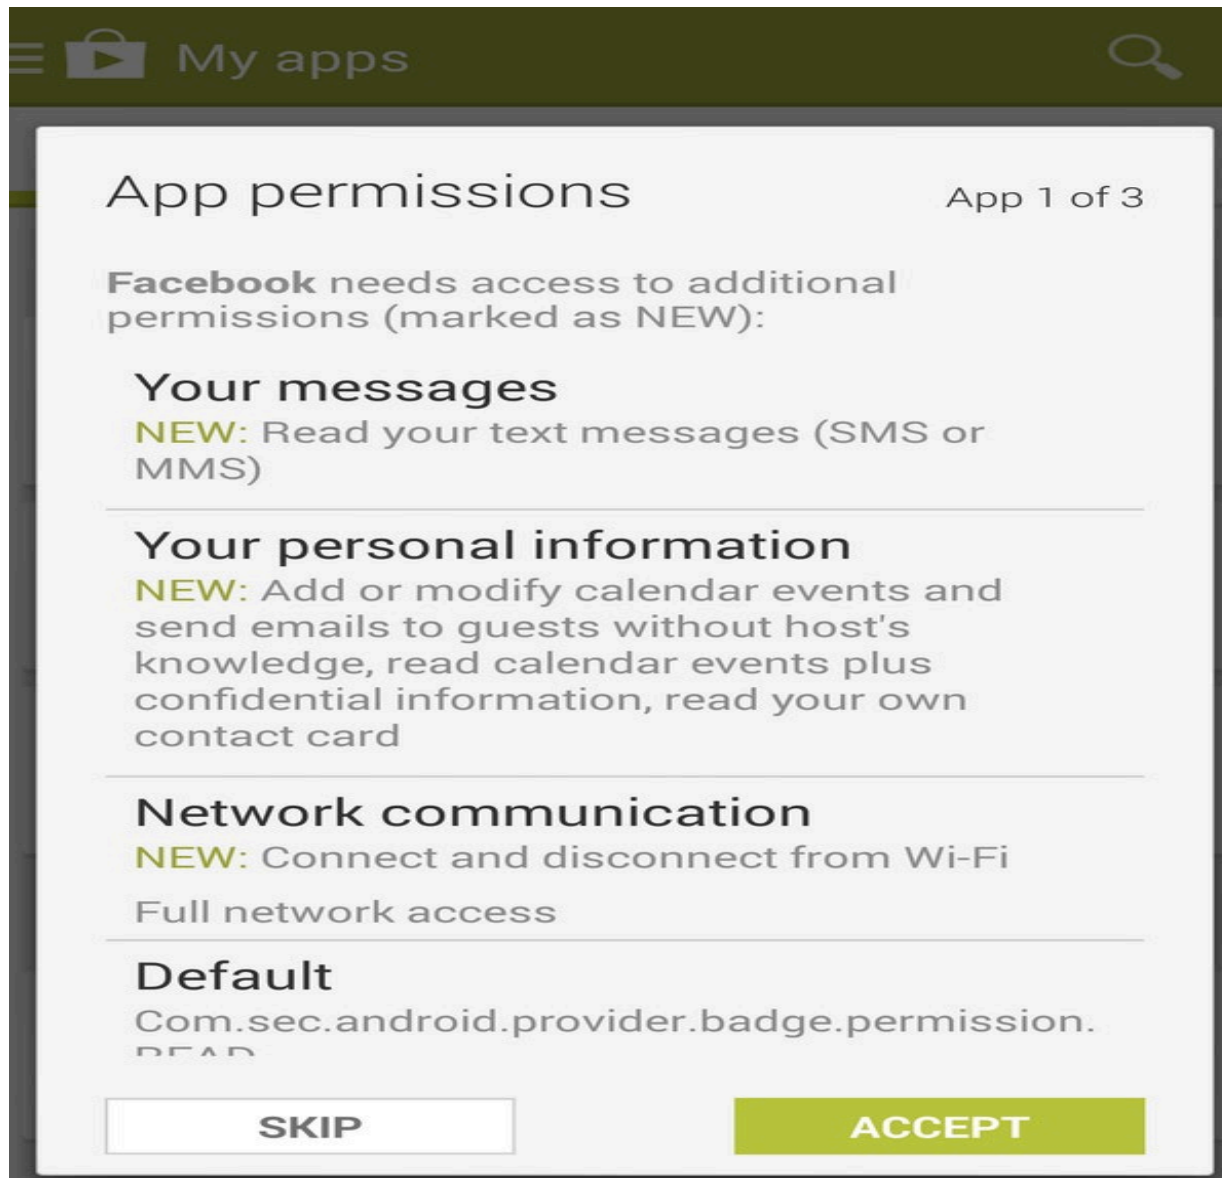 My apps
App permissions
App 1 of 3
Facebook needs access to additional
permissions (marked as NEW):
Your messages
NEW: Read your text messages (SMS or
MMS)
Your personal information
NEW: Add or modify calendar events and
send emails to guests without host's
knowledge, read calendar events plus
confidential information, read your own
contact card
Network communication
NEW: Connect and disconnect from Wi-Fi
Full network access
Default
Com.sec.android.provider.badge.permission.
READ
SKIP
ACCEPT